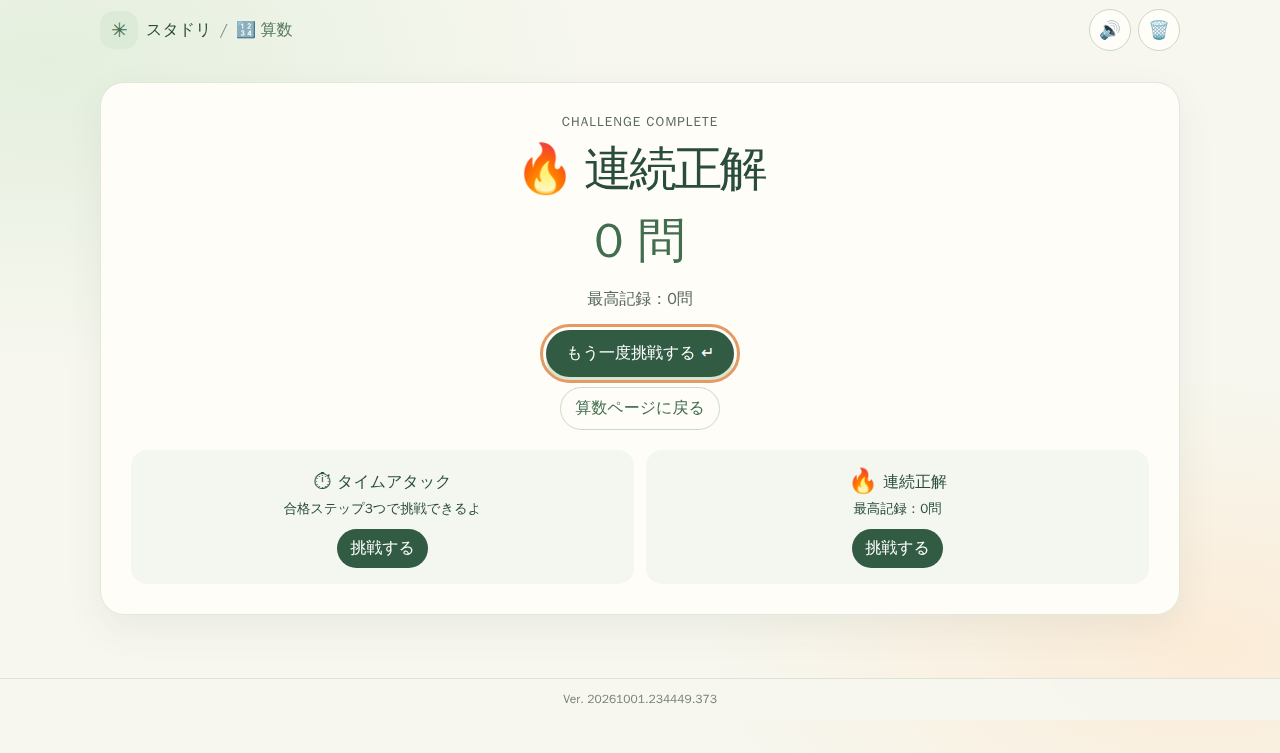 スタドリ / 🔢 算数
CHALLENGE COMPLETE
🔥 連続正解
0 問
最高記録：0問
もう一度挑戦する ↵
算数ページに戻る
⏱ タイムアタック
合格ステップ3つで挑戦できるよ
挑戦する
🔥 連続正解
最高記録：0問
挑戦する
Ver. 20261001.234449.373